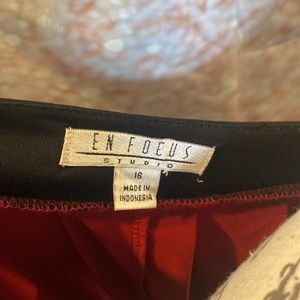 EN FOCUS
STUDIO
16
MADE IN
INDONESIA